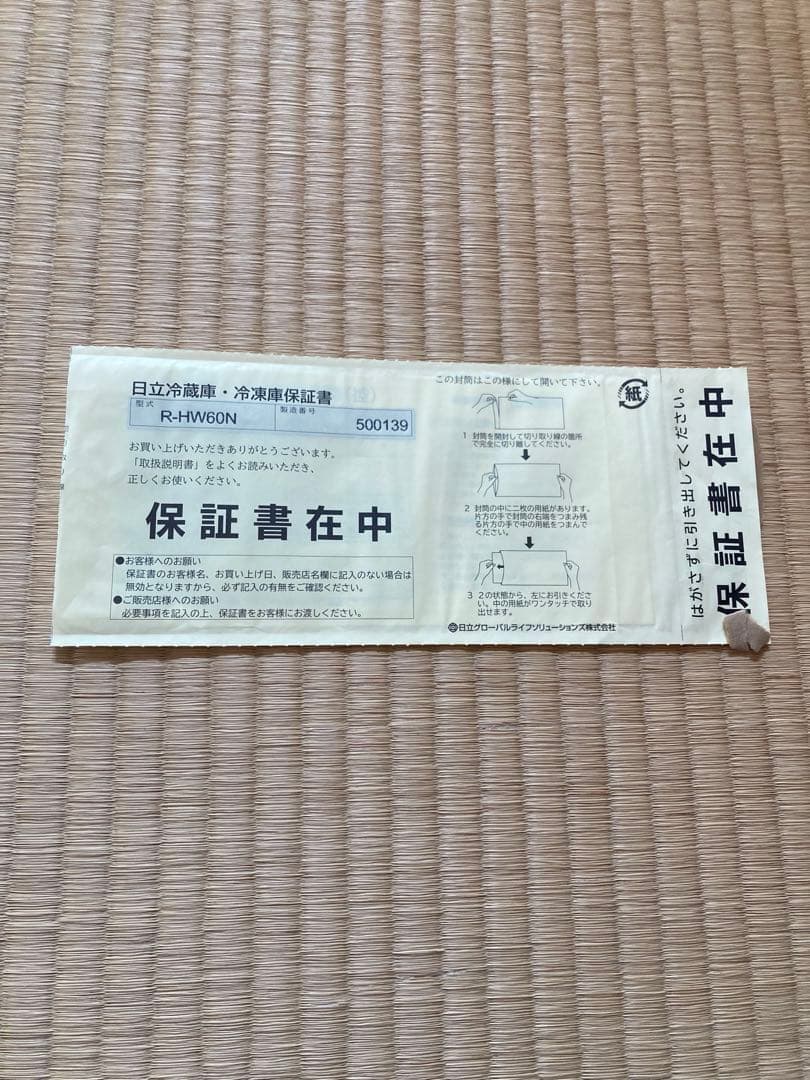 日立冷蔵庫・冷凍庫保証書
型式 R-HW60N 製造番号 500139
お買い上げいただきありがとうございます。
「取扱説明書」をよくお読みいただき、
正しくお使いください。
保証書在中
●お客様へのお願い
保証書のお客様名、お買い上げ日、販売店名欄に記入のない場合は
無効となりますから、必ず記入の有無をご確認ください。
●ご販売店様へのお願い
必要事項を記入の上、保証書をお客様にお渡しください。
この封筒はこの様にして開いて下さい。
紙
1 封筒を開封して切り取り線の箇所
で完全に切り離してください。
2 封筒の中に二枚の用紙があります。
片方の手で封筒の右端をつまみ残
る片方の手で中の用紙をつまんで
ください。
3 2の状態から、左にお引きくださ
い。中の用紙がワンタッチで取り
出せます。
日立グローバルライフソリューションズ株式会社
はがさずに引き出してください。
保証書在中